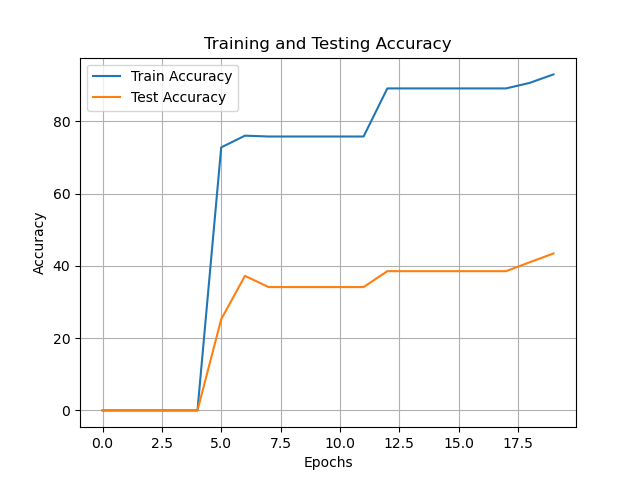 Training and Testing Accuracy
Train Accuracy
Test Accuracy
80
60
40
20
0
Accuracy
0.0 2.5 5.0 7.5 10.0 12.5 15.0 17.5
Epochs